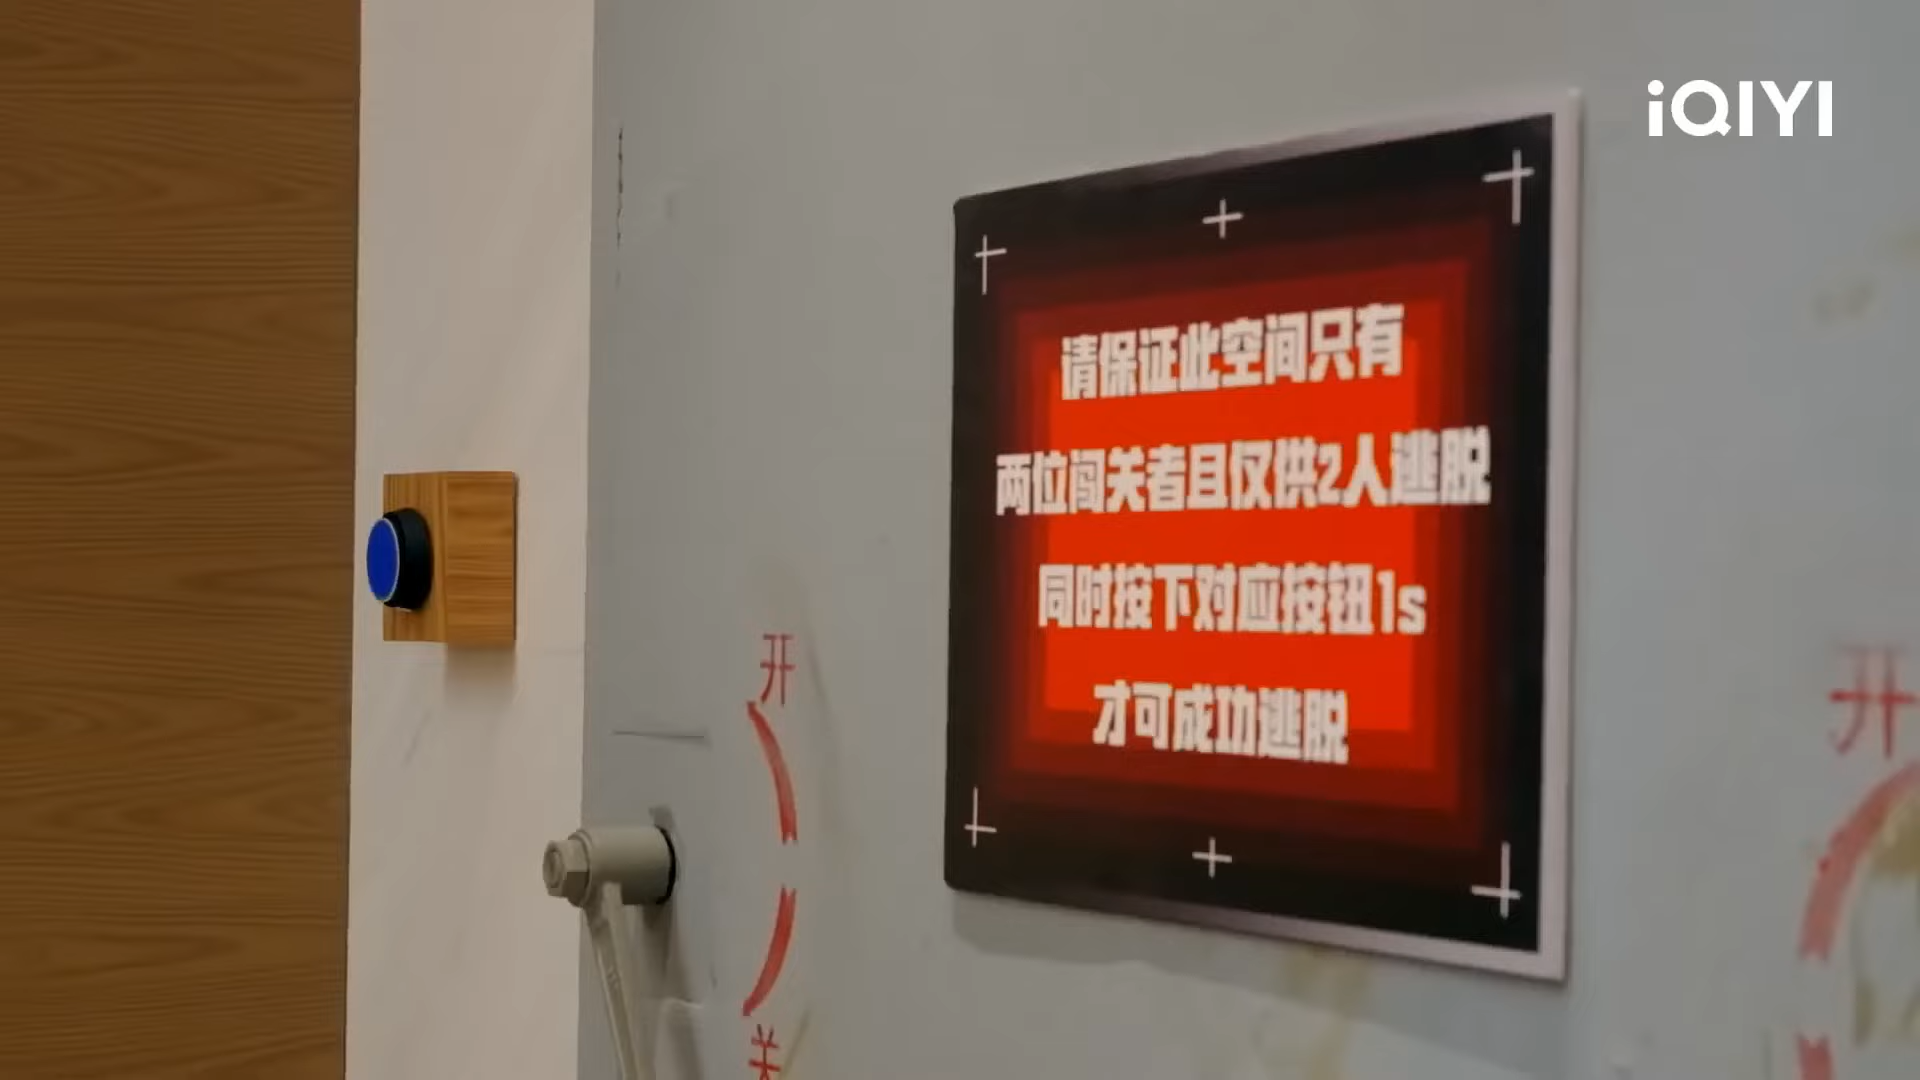 iQIYI
请保证此空间只有
两位闯关者且仅供2人逃脱
同时按下对应按钮1s
才可成功逃脱
开
关
开